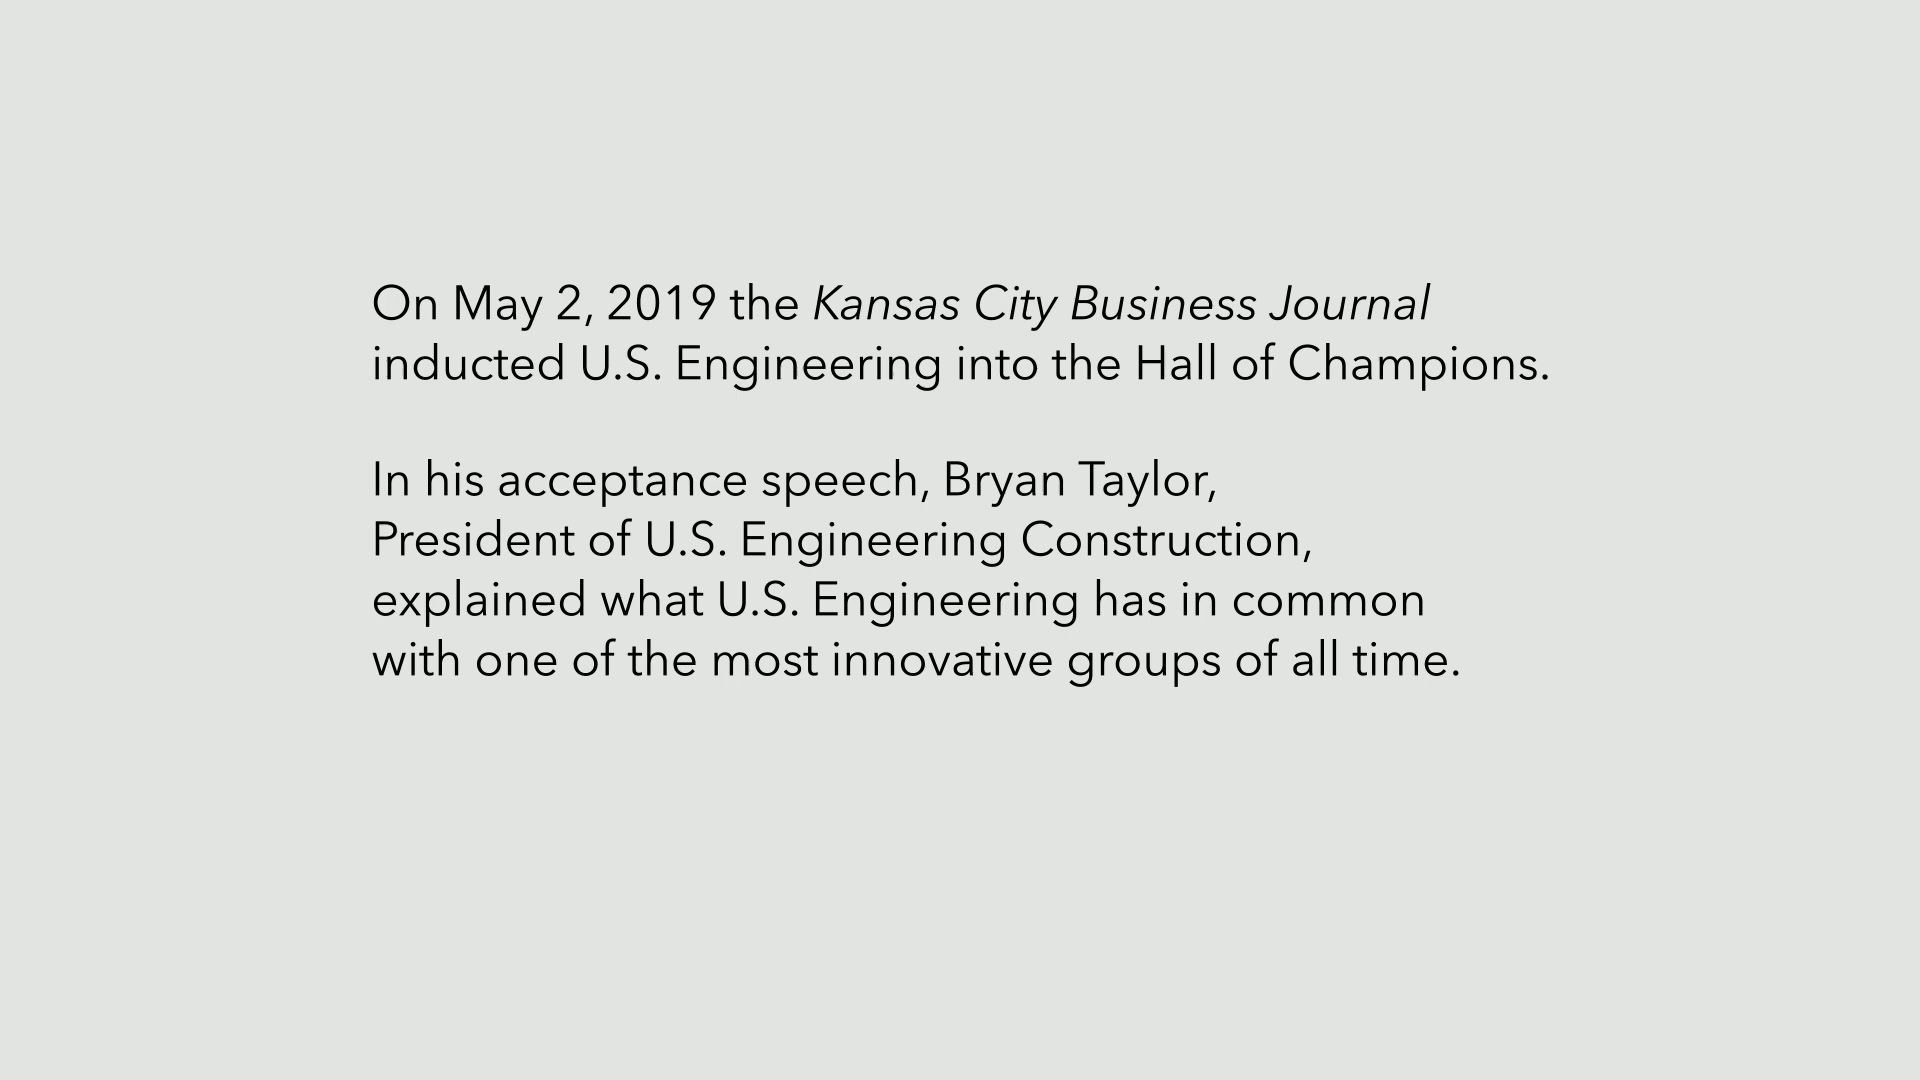 On May 2, 2019 the Kansas City Business Journal
inducted U.S. Engineering into the Hall of Champions.
In his acceptance speech, Bryan Taylor,
President of U.S. Engineering Construction,
explained what U.S. Engineering has in common
with one of the most innovative groups of all time.